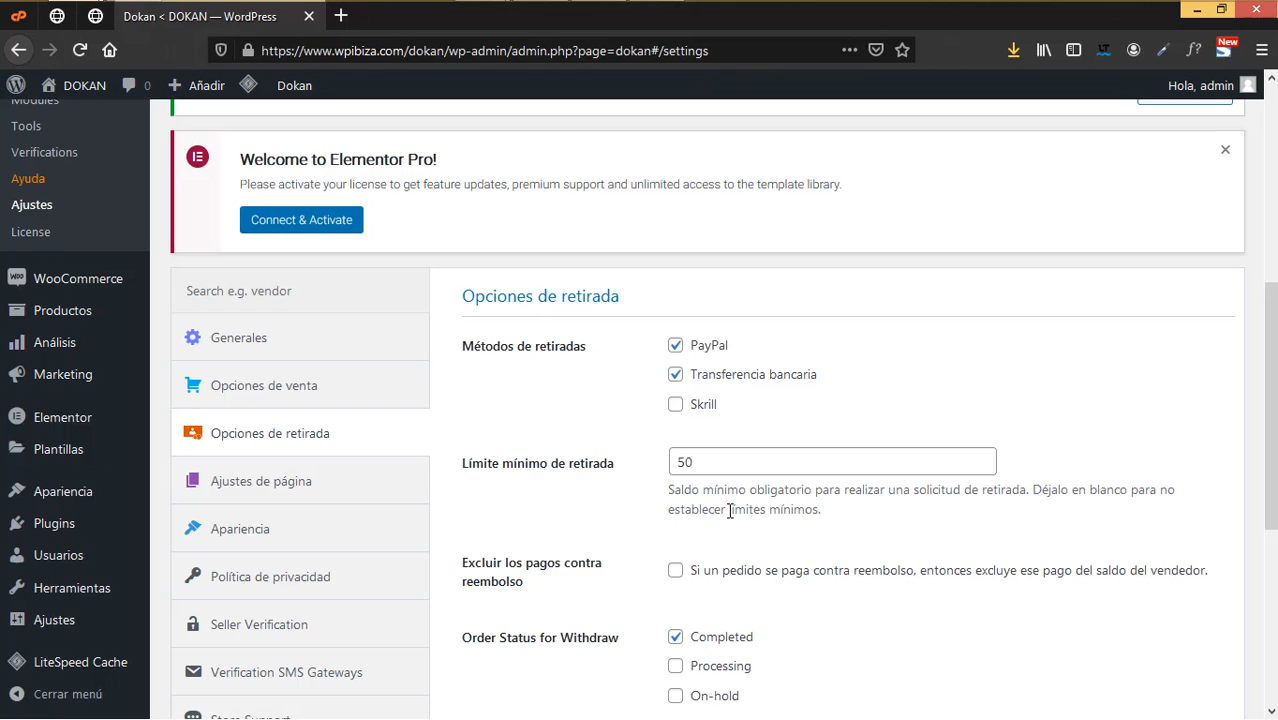 Dokan < DOKAN — WordPress
https://www.wpibiza.com/dokan/wp-admin/admin.php?page=dokan#/settings
New
DOKAN
0
Añadir
Dokan
Hola, admin
Modules
Tools
Verifications
Ayuda
Ajustes
License
WooCommerce
Productos
Análisis
Marketing
Elementor
Plantillas
Apariencia
Plugins
Usuarios
Herramientas
Ajustes
LiteSpeed Cache
Cerrar menú
Welcome to Elementor Pro!
Please activate your license to get feature updates, premium support and unlimited access to the template library.
Connect & Activate
Search e.g. vendor
Generales
Opciones de venta
Opciones de retirada
Ajustes de página
Apariencia
Política de privacidad
Seller Verification
Verification SMS Gateways
Store Support
Opciones de retirada
Métodos de retiradas
PayPal
Transferencia bancaria
Skrill
Límite mínimo de retirada
50
Saldo mínimo obligatorio para realizar una solicitud de retirada. Déjalo en blanco para no
establecer límites mínimos.
Excluir los pagos contra
reembolso
Si un pedido se paga contra reembolso, entonces excluye ese pago del saldo del vendedor.
Order Status for Withdraw
Completed
Processing
On-hold